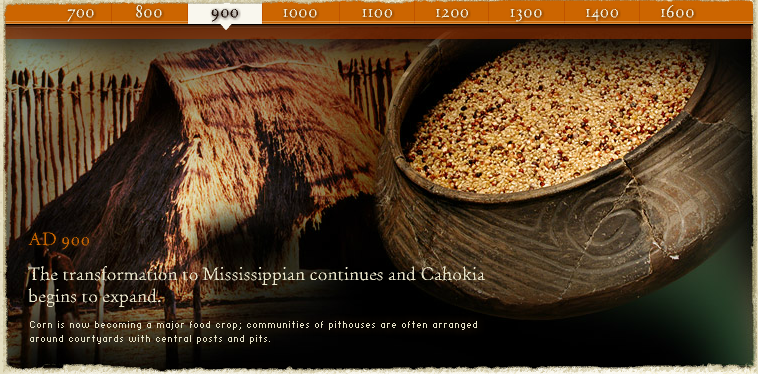 700 800 900 1000 1100 1200 1300 1400 1600
AD 900
The transformation to Mississippian continues and Cahokia
begins to expand.
Corn is now becoming a major food crop; communities of pithouses are often arranged
around courtyards with central posts and pits.